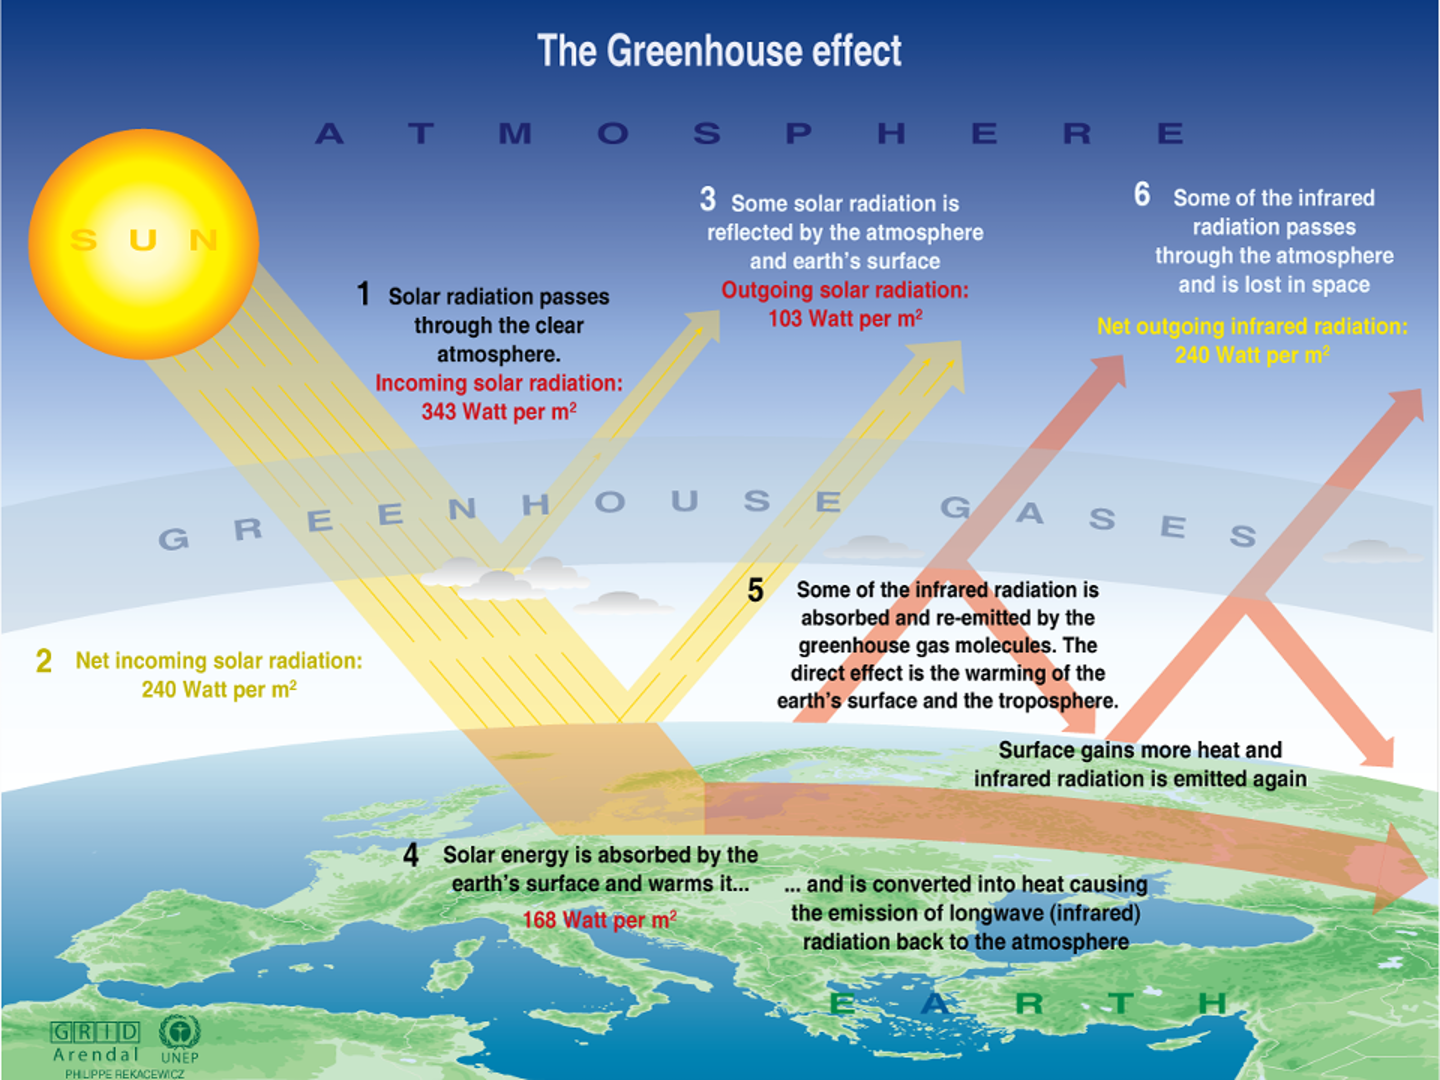 The Greenhouse effect
ATMOSPHERE
SUN
1 Solar radiation passes
through the clear
atmosphere.
Incoming solar radiation:
343 Watt per m²
3 Some solar radiation is
reflected by the atmosphere
and earth's surface
Outgoing solar radiation:
103 Watt per m²
6 Some of the infrared
radiation passes
through the atmosphere
and is lost in space
Net outgoing infrared radiation:
240 Watt per m²
GREENHOUSE GASES
2 Net incoming solar radiation:
240 Watt per m²
5 Some of the infrared radiation is
absorbed and re-emitted by the
greenhouse gas molecules. The
direct effect is the warming of the
earth's surface and the troposphere.
Surface gains more heat and
infrared radiation is emitted again
4 Solar energy is absorbed by the
earth's surface and warms it...
168 Watt per m²
... and is converted into heat causing
the emission of longwave (infrared)
radiation back to the atmosphere
EARTH
GRID
Arendal
UNEP
PHILIPPE REKACEWICZ